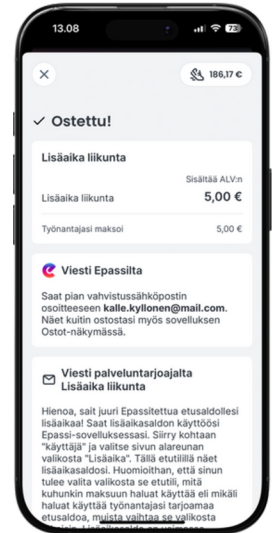 13.08
73
186,17 €
Ostettu!
Lisäaika liikunta
Sisältää ALV:n
Lisäaika liikunta 5,00 €
Työnantajasi maksoi 5,00 €
Viesti Epassilta
Saat pian vahvistussähköpostin
osoitteeseen kalle.kyllonen@mail.com.
Näet kuitin ostostasi myös sovelluksen
Ostot-näkymässä.
Viesti palveluntarjoajalta
Lisäaika liikunta
Hienoa, sait juuri Epassitettua etusaldollesi
lisäaikaa! Saat lisäaikasaldon käyttöösi
Epassi-sovelluksessasi. Siirry kohtaan
"käyttäjä" ja valitse sivun alareunan
valikosta "Lisäaika". Tällä etutilillä näet
lisäaikasaldosi. Huomioithan, että sinun
tulee valita valikosta se etutili, mitä
kuhunkin maksuun haluat käyttää eli mikäli
haluat käyttää työnantajasi tarjoamaa
etusaldoa, muista vaihtaa se valikosta